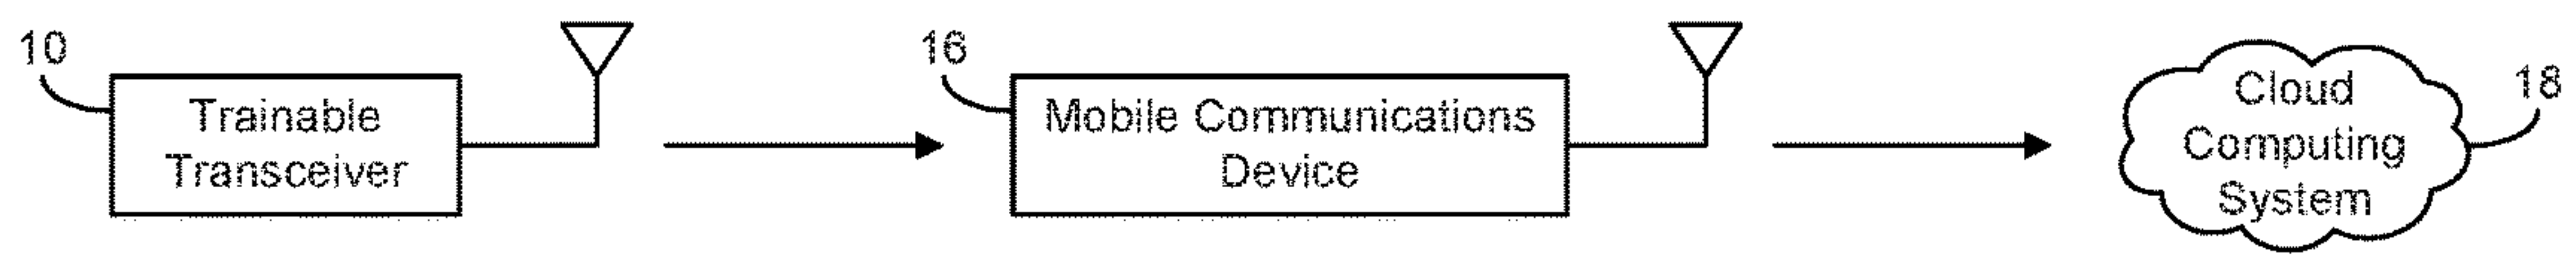 10
Trainable
Transceiver
16
Mobile Communications
Device
Cloud
Computing
System
18